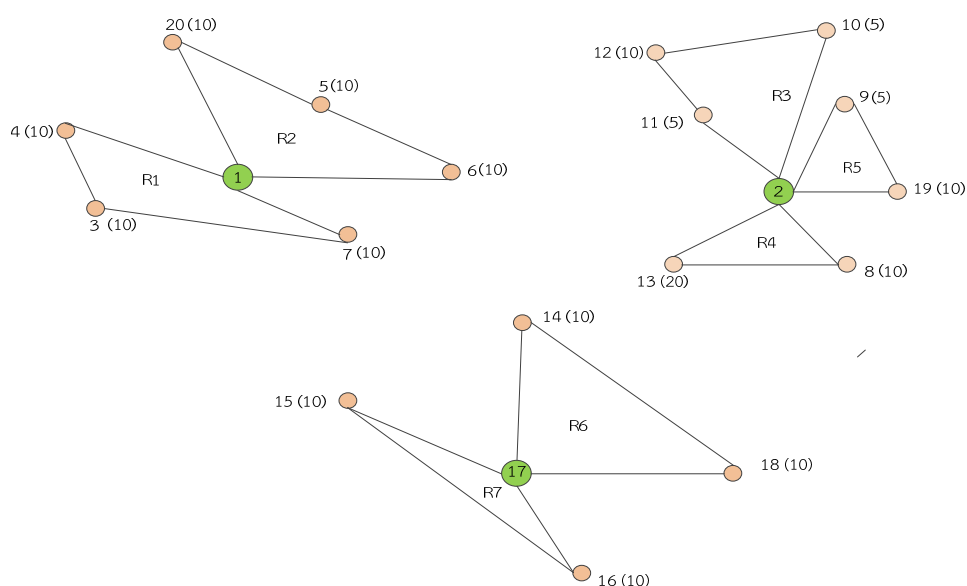 20 (10)
10 (5)
12 (10)
5 (10)
R3
9 (5)
11 (5)
4 (10)
R2
R5
6 (10)
R1
1
2
19 (10)
3 (10)
R4
7 (10)
8 (10)
13 (20)
14 (10)
15 (10)
R6
18 (10)
17
R7
16 (10)